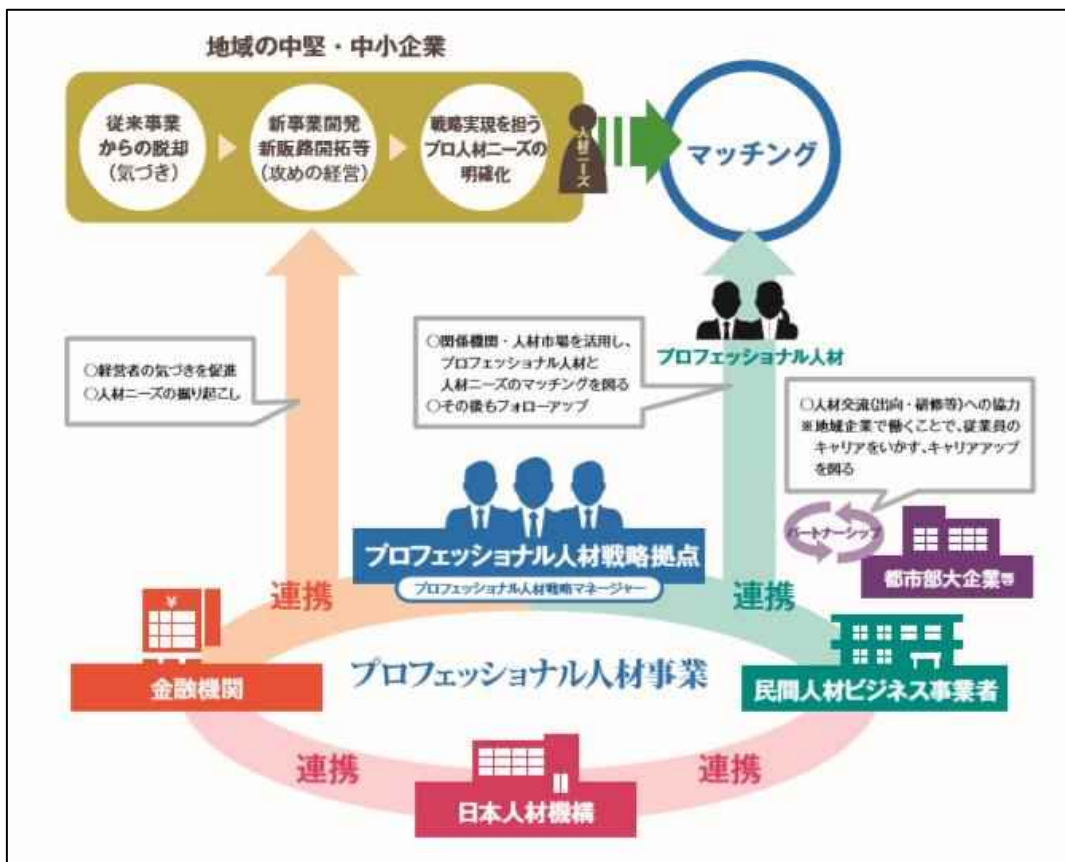 地域の中堅・中小企業
従来事業
からの脱却
（気づき）
新事業開発
新販路開拓等
（攻めの経営）
戦略実現を担う
プロ人材ニーズの
明確化
人材ニーズ
マッチング
○経営者の気づきを促進
○人材ニーズの掘り起こし
○関係機関・人材市場を活用し、
プロフェッショナル人材と
人材ニーズのマッチングを図る
○その後もフォローアップ
プロフェッショナル人材
○人材交流(出向・研修等)への協力
※地域企業で働くことで、従業員の
キャリアをいかす、キャリアアップ
を図る
パートナーシップ
都市部大企業等
プロフェッショナル人材戦略拠点
プロフェッショナル人材戦略マネージャー
連携
連携
¥
金融機関
プロフェッショナル人材事業
民間人材ビジネス事業者
連携
連携
日本人材機構